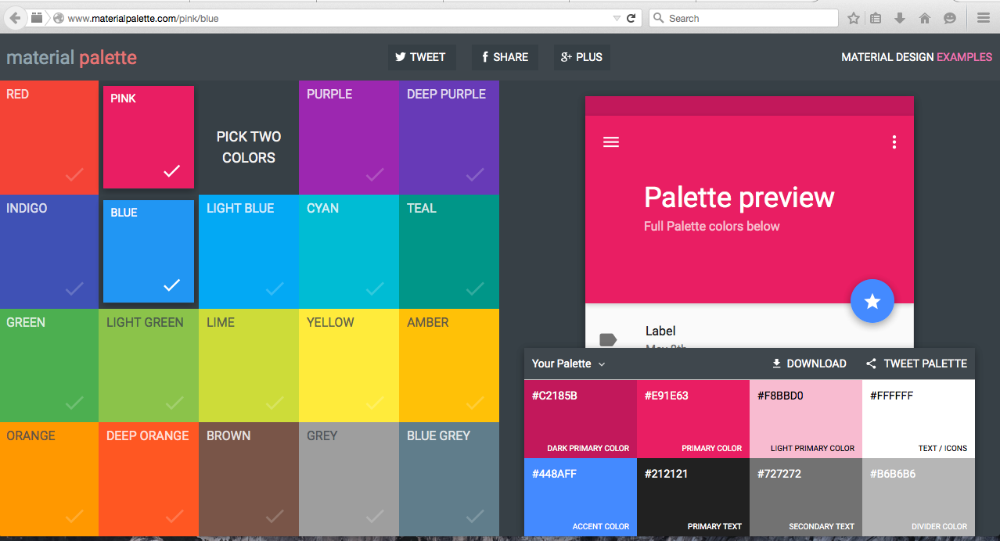 www.materialpalette.com/pink/blue
Search
material palette
TWEET
SHARE
g+ PLUS
MATERIAL DESIGN EXAMPLES
RED
PINK
PICK TWO
COLORS
PURPLE
DEEP PURPLE
INDIGO
BLUE
LIGHT BLUE
CYAN
TEAL
GREEN
LIGHT GREEN
LIME
YELLOW
AMBER
ORANGE
DEEP ORANGE
BROWN
GREY
BLUE GREY
Palette preview
Full Palette colors below
Label
May 8th
Your Palette
DOWNLOAD
TWEET PALETTE
#C2185B
DARK PRIMARY COLOR
#E91E63
PRIMARY COLOR
#F8BBD0
LIGHT PRIMARY COLOR
#FFFFFF
TEXT / ICONS
#448AFF
ACCENT COLOR
#212121
PRIMARY TEXT
#727272
SECONDARY TEXT
#B6B6B6
DIVIDER COLOR